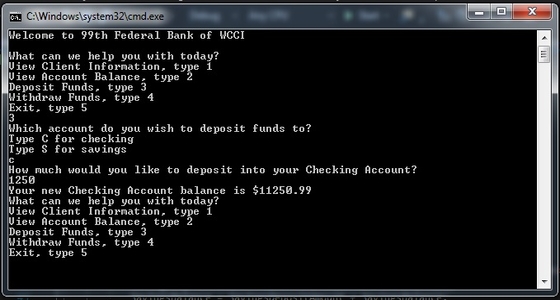 C:\Windows\system32\cmd.exe
Welcome to 99th Federal Bank of WCCI
What can we help you with today?
View Client Information, type 1
View Account Balance, type 2
Deposit Funds, type 3
Withdraw Funds, type 4
Exit, type 5
3
Which account do you wish to deposit funds to?
Type C for checking
Type S for savings
c
How much would you like to deposit into your Checking Account?
1250
Your new Checking Account balance is $11250.99
What can we help you with today?
View Client Information, type 1
View Account Balance, type 2
Deposit Funds, type 3
Withdraw Funds, type 4
Exit, type 5